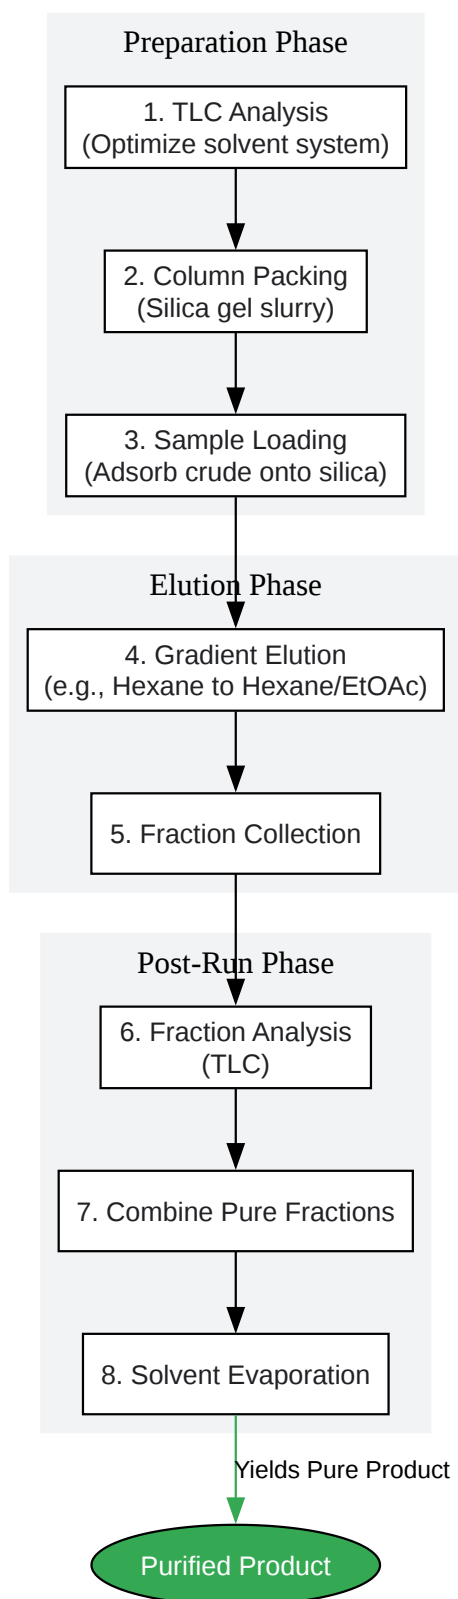 Preparation Phase
1. TLC Analysis
(Optimize solvent system)
2. Column Packing
(Silica gel slurry)
3. Sample Loading
(Adsorb crude onto silica)
Elution Phase
4. Gradient Elution
(e.g., Hexane to Hexane/EtOAc)
5. Fraction Collection
Post-Run Phase
6. Fraction Analysis
(TLC)
7. Combine Pure Fractions
8. Solvent Evaporation
Yields Pure Product
Purified Product